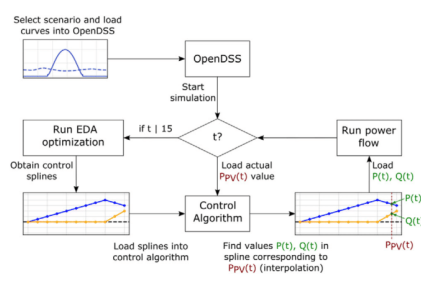 Select scenario and load
curves into OpenDSS
OpenDSS
Start
simulation
Run EDA
optimization
if t | 15
t?
Run power
flow
Obtain control
splines
Load actual
PPV(t) value
Load
P(t), Q(t)
Control
Algorithm
P(t)
Q(t)
PPV(t)
Load splines into
control algorithm
Find values P(t), Q(t) in
spline corresponding to
PPV(t) (interpolation)